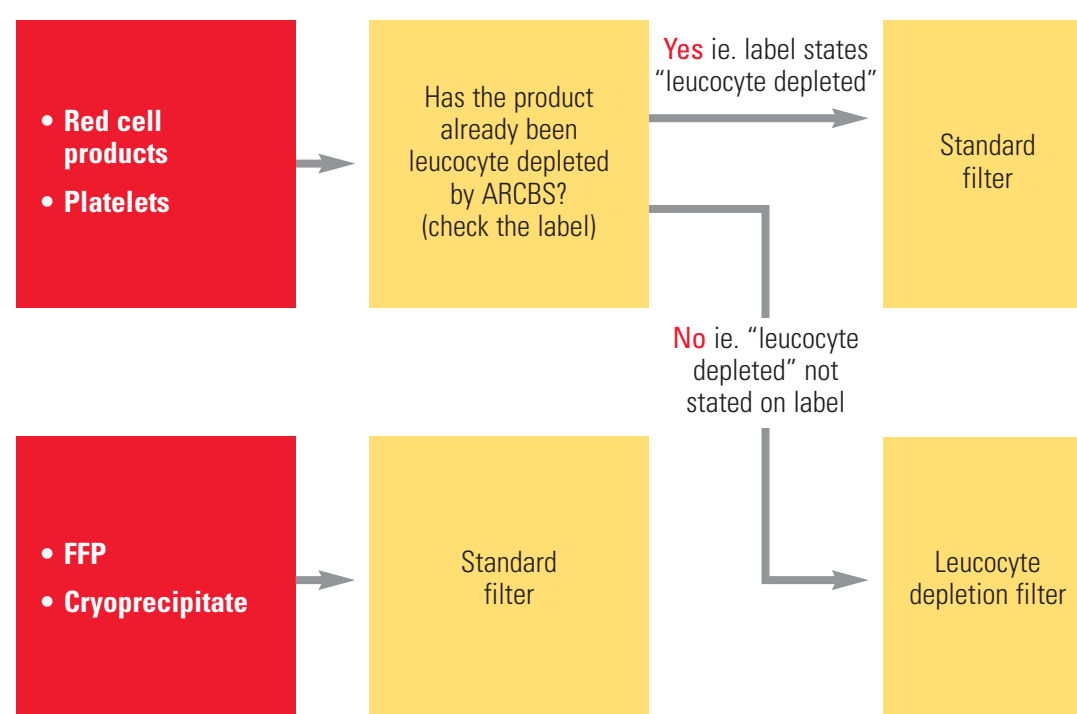 • Red cell
products
• Platelets
Has the product
already been
leucocyte depleted
by ARCBS?
(check the label)
Yes ie. label states
“leucocyte depleted”
Standard
filter
No ie. “leucocyte
depleted” not
stated on label
• FFP
• Cryoprecipitate
Standard
filter
Leucocyte
depletion filter